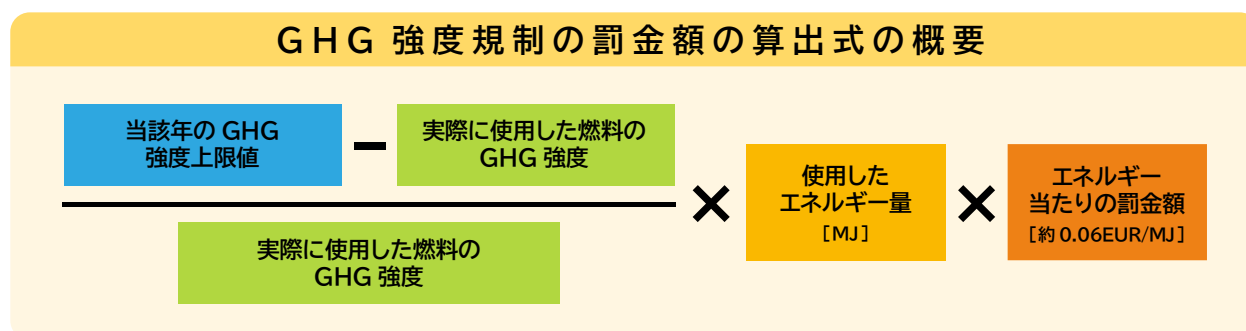 GHG 強度規制の罰金額の算出式の概要
当該年の GHG
強度上限値
−
実際に使用した燃料の
GHG 強度
実際に使用した燃料の
GHG 強度
×
使用した
エネルギー量
[MJ]
×
エネルギー
当たりの罰金額
[約 0.06EUR/MJ]